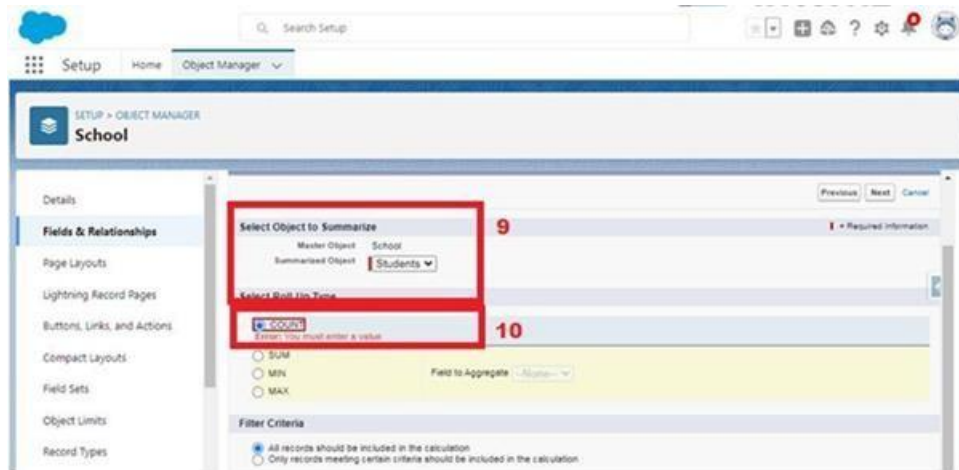 Search Setup
Setup Home Object Manager
SETUP > OBJECT MANAGER
School
Details
Fields & Relationships
Page Layouts
Lightning Record Pages
Buttons, Links, and Actions
Compact Layouts
Field Sets
Object Limits
Record Types
Previous Next Cancel
Select Object to Summarize
9
= Required Information
Master Object School
Summarized Object Students
Select Roll-Up Type
COUNT
10
Error: You must enter a value
SUM
MIN
Field to Aggregate --None--
MAX
Filter Criteria
All records should be included in the calculation
Only records meeting certain criteria should be included in the calculation